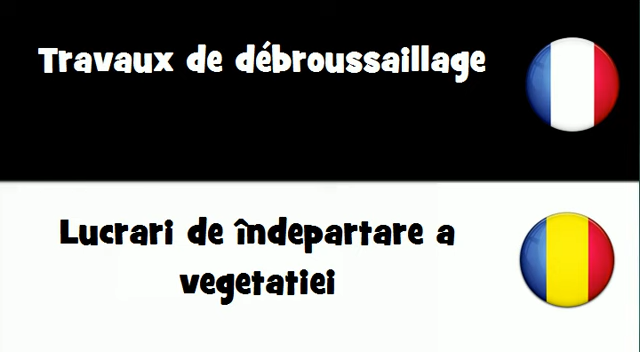 Travaux de débroussaillage
Lucrari de îndepartare a
vegetatiei